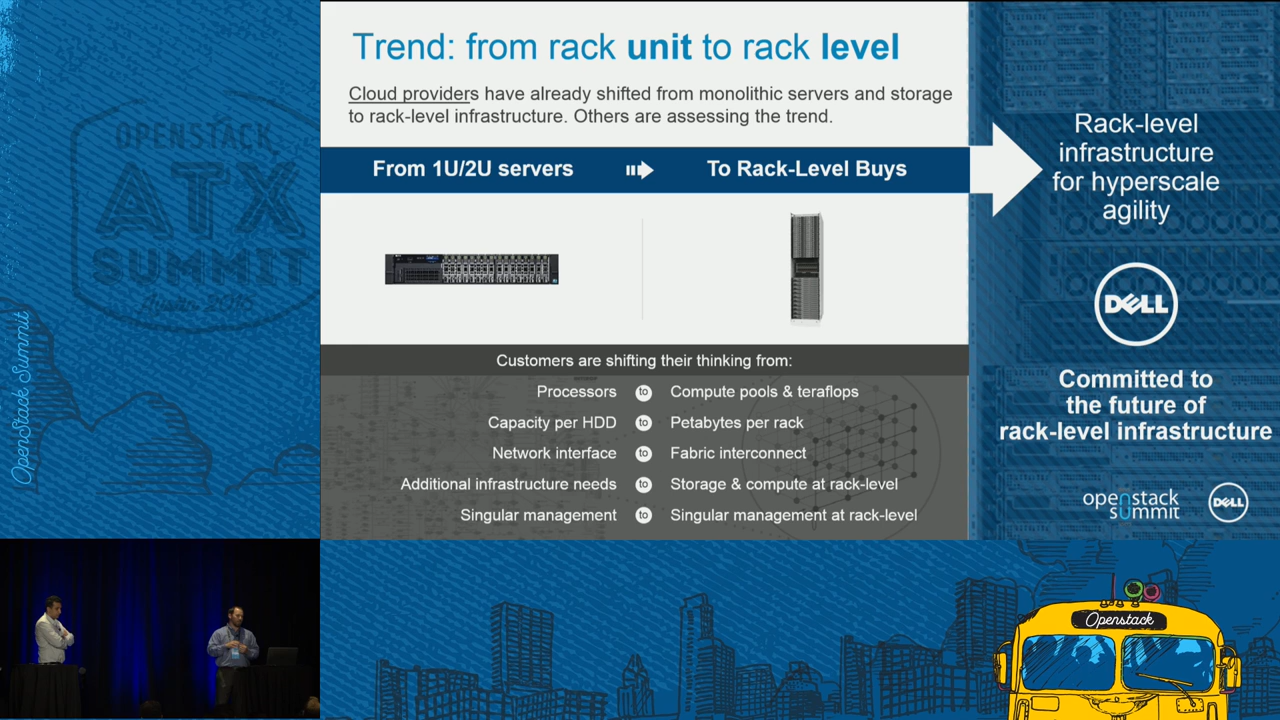 Trend: from rack unit to rack level
Cloud providers have already shifted from monolithic servers and storage
to rack-level infrastructure. Others are assessing the trend.
From 1U/2U servers
To Rack-Level Buys
Customers are shifting their thinking from:
Processors to Compute pools & teraflops
Capacity per HDD to Petabytes per rack
Network interface to Fabric interconnect
Additional infrastructure needs to Storage & compute at rack-level
Singular management to Singular management at rack-level
Rack-level
infrastructure
for hyperscale
agility
DELL
Committed to
the future of
rack-level infrastructure
openstack
summit
DELL
OPENSTACK
ATX
SUMMIT
OpenStack Summit
Openstack